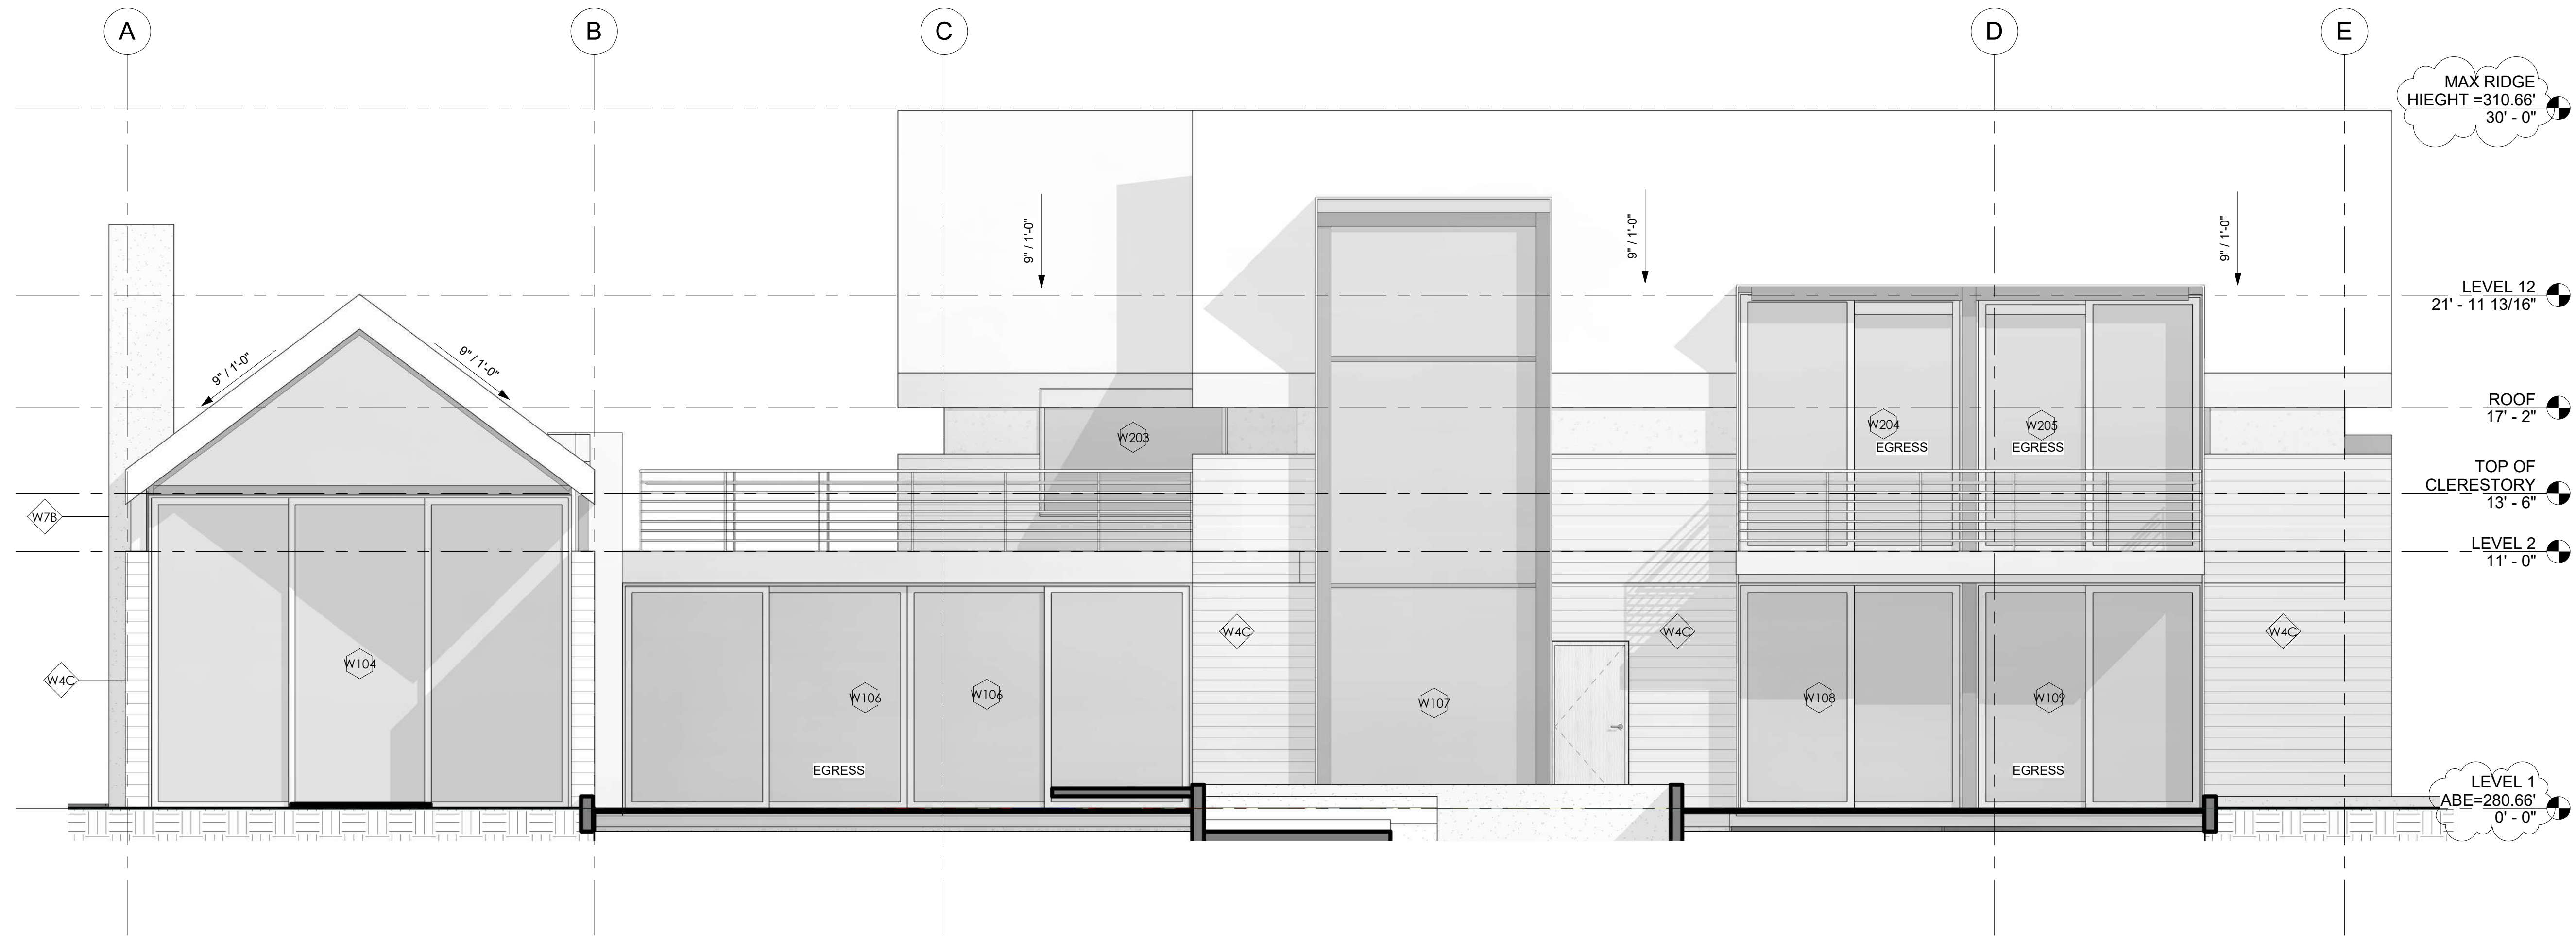 A
B
C
D
E
MAX RIDGE
HIEGHT =310.66'
30' - 0"
9" / 1'-0"
9" / 1'-0"
9" / 1'-0"
LEVEL 12
21' - 11 13/16"
9" / 1'-0"
9" / 1'-0"
ROOF
17' - 2"
W203
W204
EGRESS
W205
EGRESS
TOP OF
CLERESTORY
13' - 6"
W7B
LEVEL 2
11' - 0"
W4C
W4C
W4C
W4C
W104
W106
W106
W107
W108
W109
EGRESS
EGRESS
LEVEL 1
ABE=280.66'
0' - 0"